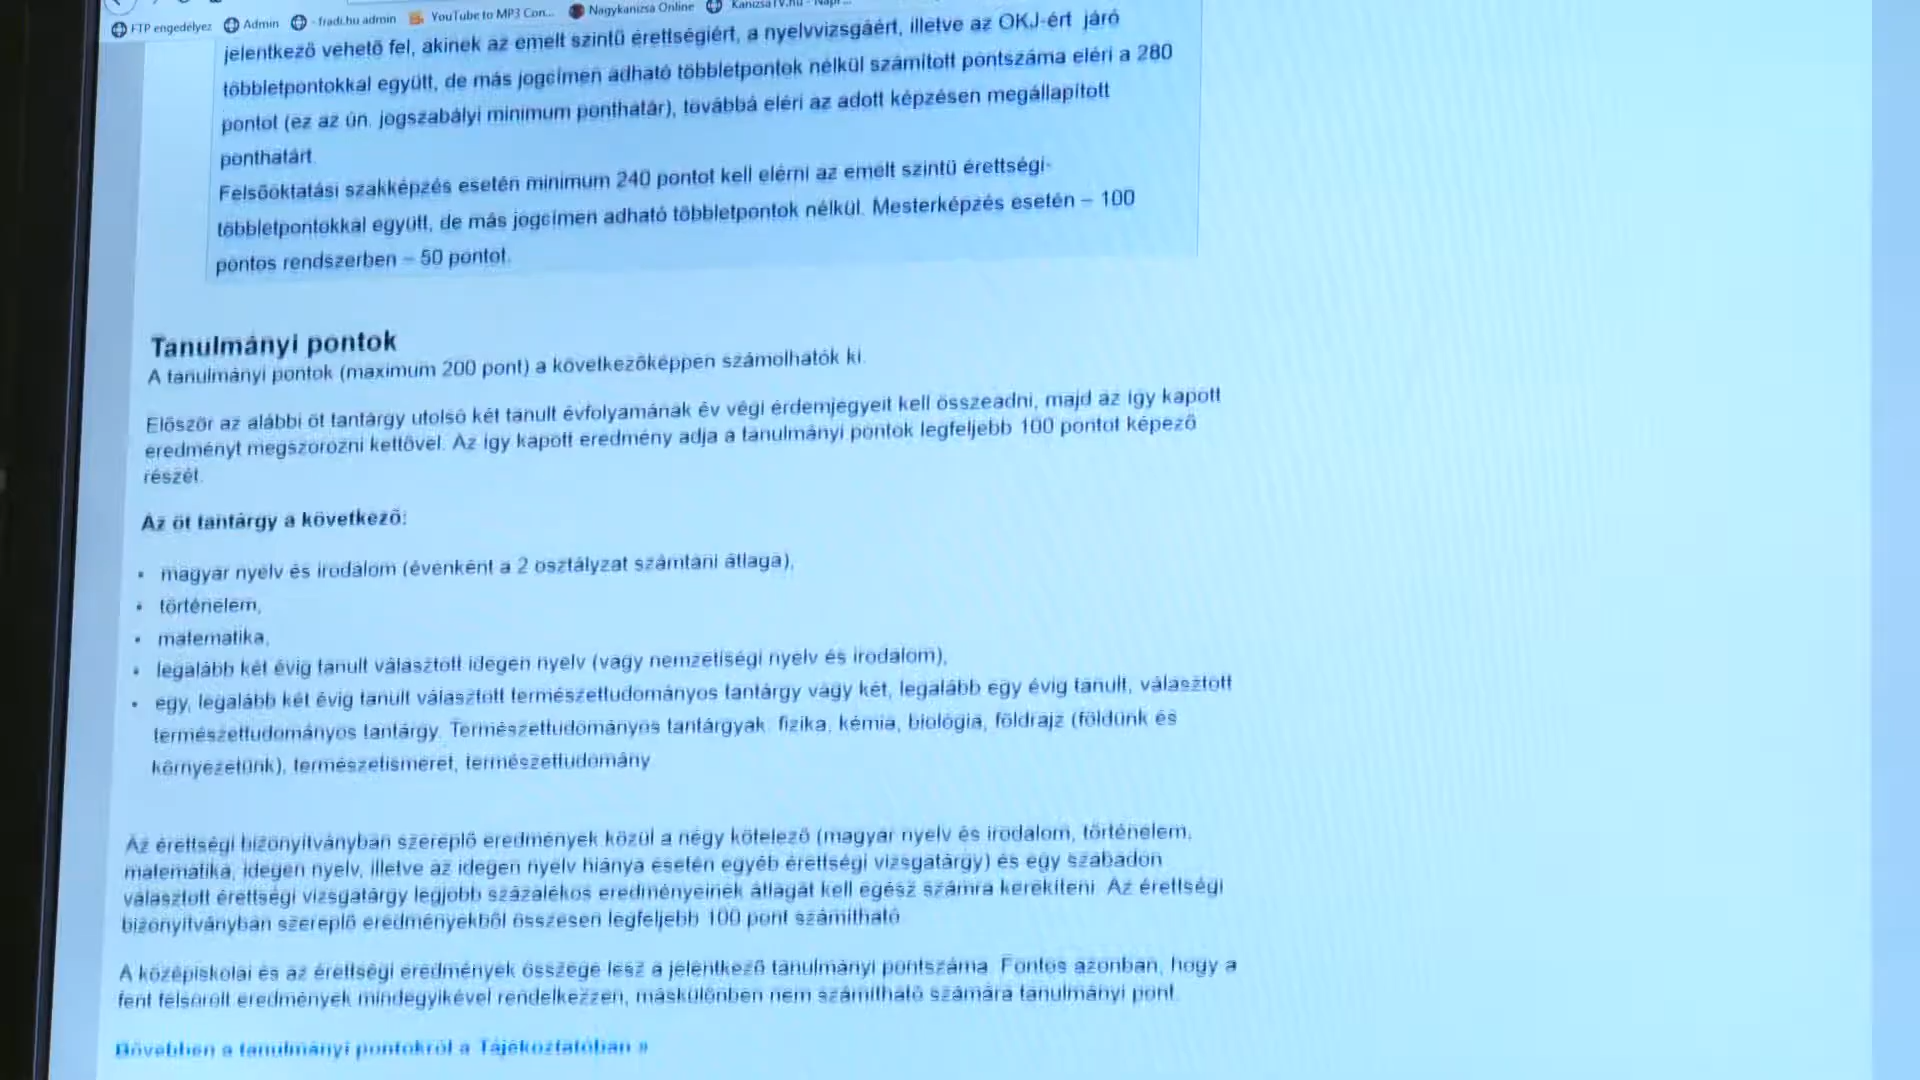 FTP engedélyez Admin - fradi.hu admin YouTube to MP3 Con... Nagykanizsa Online KanizsaTV.hu - Napr...
jelentkező vehető fel, akinek az emelt szintű érettségiért, a nyelvvizsgáért, illetve az OKJ-ért járó
többletpontokkal együtt, de más jogcímen adható többletpontok nélkül számított pontszáma eléri a 280
pontot (ez az ún. jogszabályi minimum ponthatár), továbbá eléri az adott képzésen megállapított
ponthatárt.
Felsőoktatási szakképzés esetén minimum 240 pontot kell elérni az emelt szintű érettségi-
többletpontokkal együtt, de más jogcímen adható többletpontok nélkül. Mesterképzés esetén – 100
pontos rendszerben – 50 pontot.
Tanulmányi pontok
A tanulmányi pontok (maximum 200 pont) a következőképpen számolhatók ki.
Először az alábbi öt tantárgy utolsó két tanult évfolyamának év végi érdemjegyeit kell összeadni, majd az így kapott
eredményt megszorozni kettővel. Az így kapott eredmény adja a tanulmányi pontok legfeljebb 100 pontot képező
részét.
Az öt tantárgy a következő:
• magyar nyelv és irodalom (évenként a 2 osztályzat számtani átlaga),
• történelem,
• matematika,
• legalább két évig tanult választott idegen nyelv (vagy nemzetiségi nyelv és irodalom),
• egy, legalább két évig tanult választott természettudományos tantárgy vagy két, legalább egy évig tanult, választott
természettudományos tantárgy. Természettudományos tantárgyak: fizika, kémia, biológia, földrajz (földünk és
környezetünk), természetismeret, természettudomány
Az érettségi bizonyítványban szereplő eredmények közül a négy kötelező (magyar nyelv és irodalom, történelem,
matematika, idegen nyelv, illetve az idegen nyelv hiánya esetén egyéb érettségi vizsgatárgy) és egy szabadon
választott érettségi vizsgatárgy legjobb százalékos eredményeinek átlagát kell egész számra kerekíteni. Az érettségi
bizonyítványban szereplő eredményekből összesen legfeljebb 100 pont számítható
A középiskolai és az érettségi eredmények összege lesz a jelentkező tanulmányi pontszáma. Fontos azonban, hogy a
fent felsorolt eredmények mindegyikével rendelkezzen, máskülönben nem számítható számára tanulmányi pont.
Bővebben a tanulmányi pontokról a Tájékoztatóban »